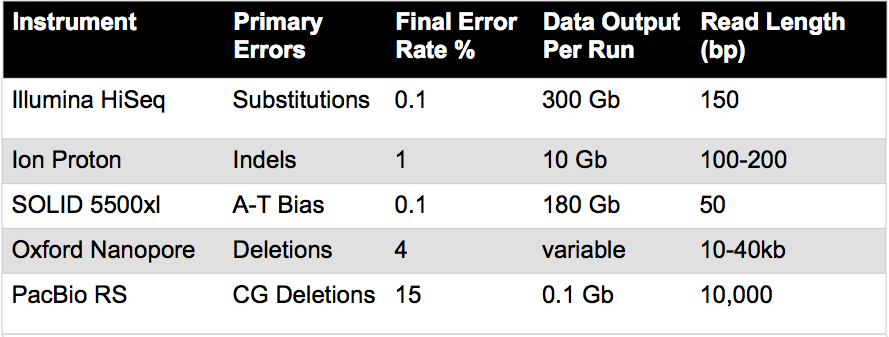 Instrument Primary Errors Final Error Rate % Data Output Per Run Read Length (bp)
Illumina HiSeq Substitutions 0.1 300 Gb 150
Ion Proton Indels 1 10 Gb 100-200
SOLID 5500xl A-T Bias 0.1 180 Gb 50
Oxford Nanopore Deletions 4 variable 10-40kb
PacBio RS CG Deletions 15 0.1 Gb 10,000